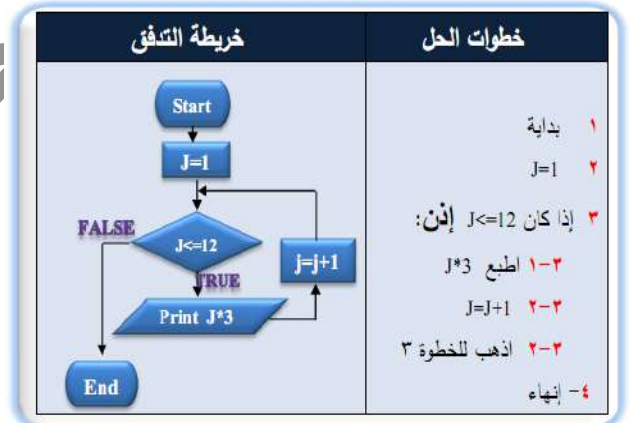 خطوات الحل
١ بداية
٢ J=1
٣ إذا كان J<=12 إذن:
٣-١ اطبع J*3
٣-٢ J=J+1
٣-٢ اذهب للخطوة ٣
٤- إنهاء
خريطة التدفق
Start
J=1
J<=12
FALSE
TRUE
j=j+1
Print J*3
End